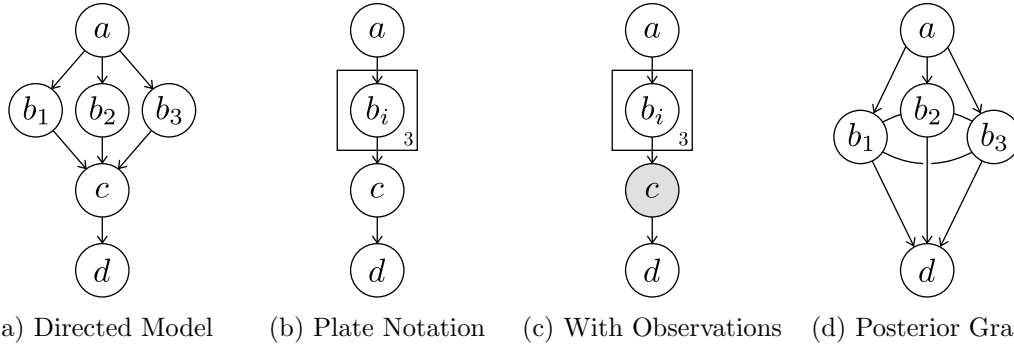 a a a a
b₁ b₂ b₃ bᵢ bᵢ b₂
3 3 b₁ b₃
c c c
d d d d
a) Directed Model (b) Plate Notation (c) With Observations (d) Posterior Gra